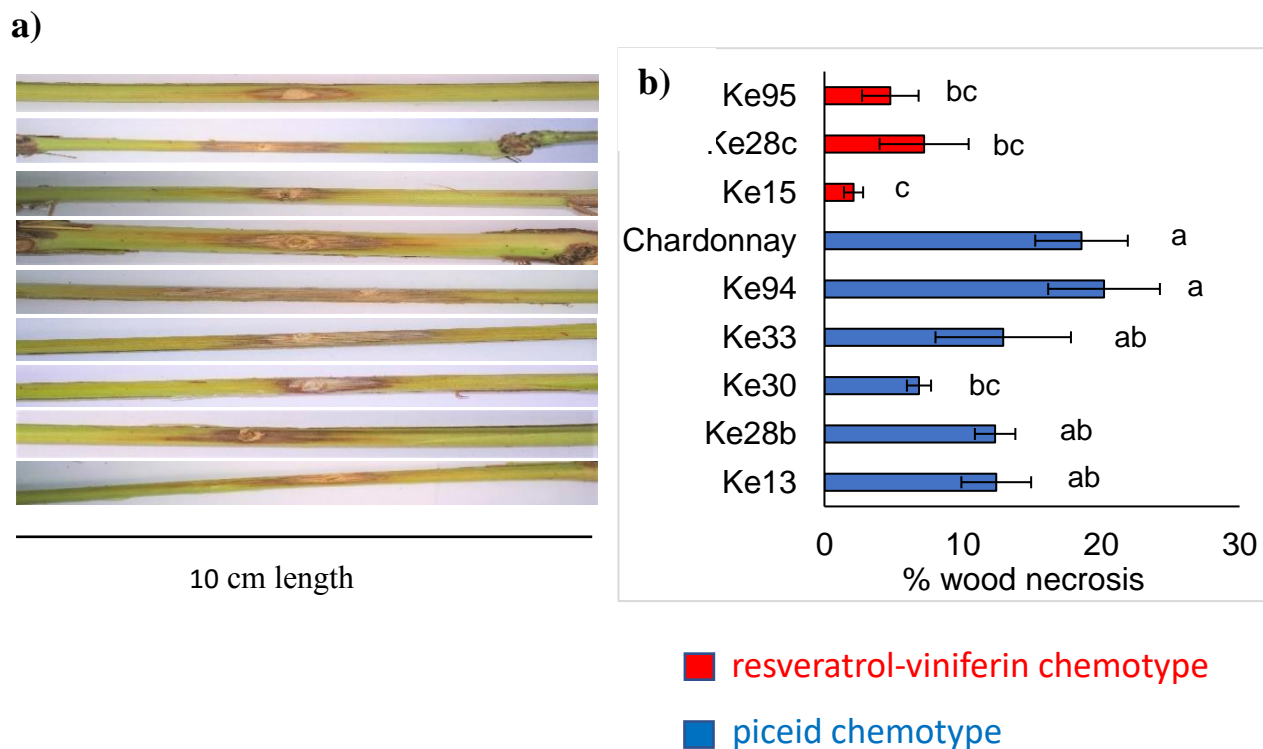 a)
10 cm length
b)
Ke95 bc
.Ke28c bc
Ke15 c
Chardonnay a
Ke94 a
Ke33 ab
Ke30 bc
Ke28b ab
Ke13 ab
0 10 20 30
% wood necrosis
resveratrol-viniferin chemotype
piceid chemotype